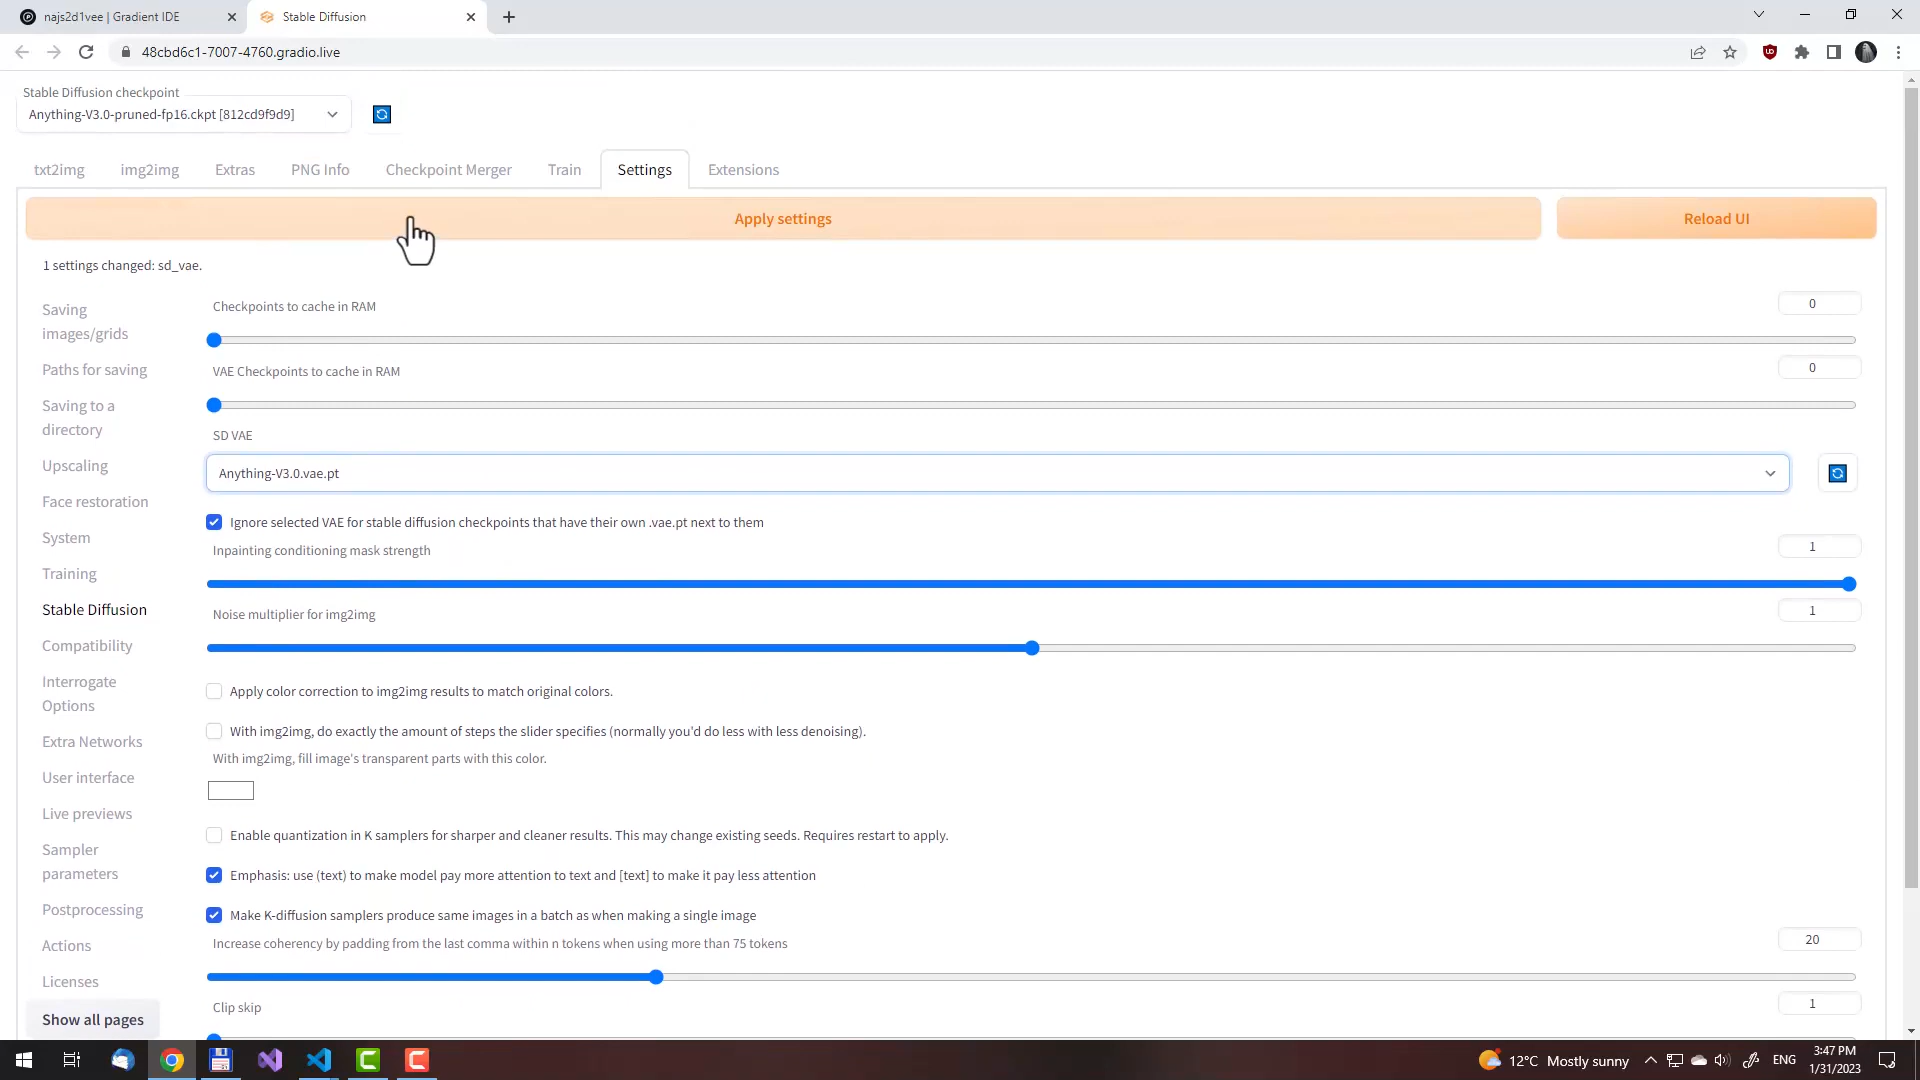 najs2d1vee | Gradient IDE
Stable Diffusion
48cbd6c1-7007-4760.gradio.live
Stable Diffusion checkpoint
Anything-V3.0-pruned-fp16.ckpt [812cd9f9d9]
txt2img
img2img
Extras
PNG Info
Checkpoint Merger
Train
Settings
Extensions
Apply settings
Reload UI
1 settings changed: sd_vae.
Saving
images/grids
Paths for saving
Saving to a
directory
Upscaling
Face restoration
System
Training
Stable Diffusion
Compatibility
Interrogate
Options
Extra Networks
User interface
Live previews
Sampler
parameters
Postprocessing
Actions
Licenses
Show all pages
Checkpoints to cache in RAM
0
VAE Checkpoints to cache in RAM
0
SD VAE
Anything-V3.0.vae.pt
Ignore selected VAE for stable diffusion checkpoints that have their own .vae.pt next to them
Inpainting conditioning mask strength
1
Noise multiplier for img2img
1
Apply color correction to img2img results to match original colors.
With img2img, do exactly the amount of steps the slider specifies (normally you'd do less with less denoising).
With img2img, fill image's transparent parts with this color.
Enable quantization in K samplers for sharper and cleaner results. This may change existing seeds. Requires restart to apply.
Emphasis: use (text) to make model pay more attention to text and [text] to make it pay less attention
Make K-diffusion samplers produce same images in a batch as when making a single image
Increase coherency by padding from the last comma within n tokens when using more than 75 tokens
20
Clip skip
1
12°C Mostly sunny
ENG
3:47 PM
1/31/2023